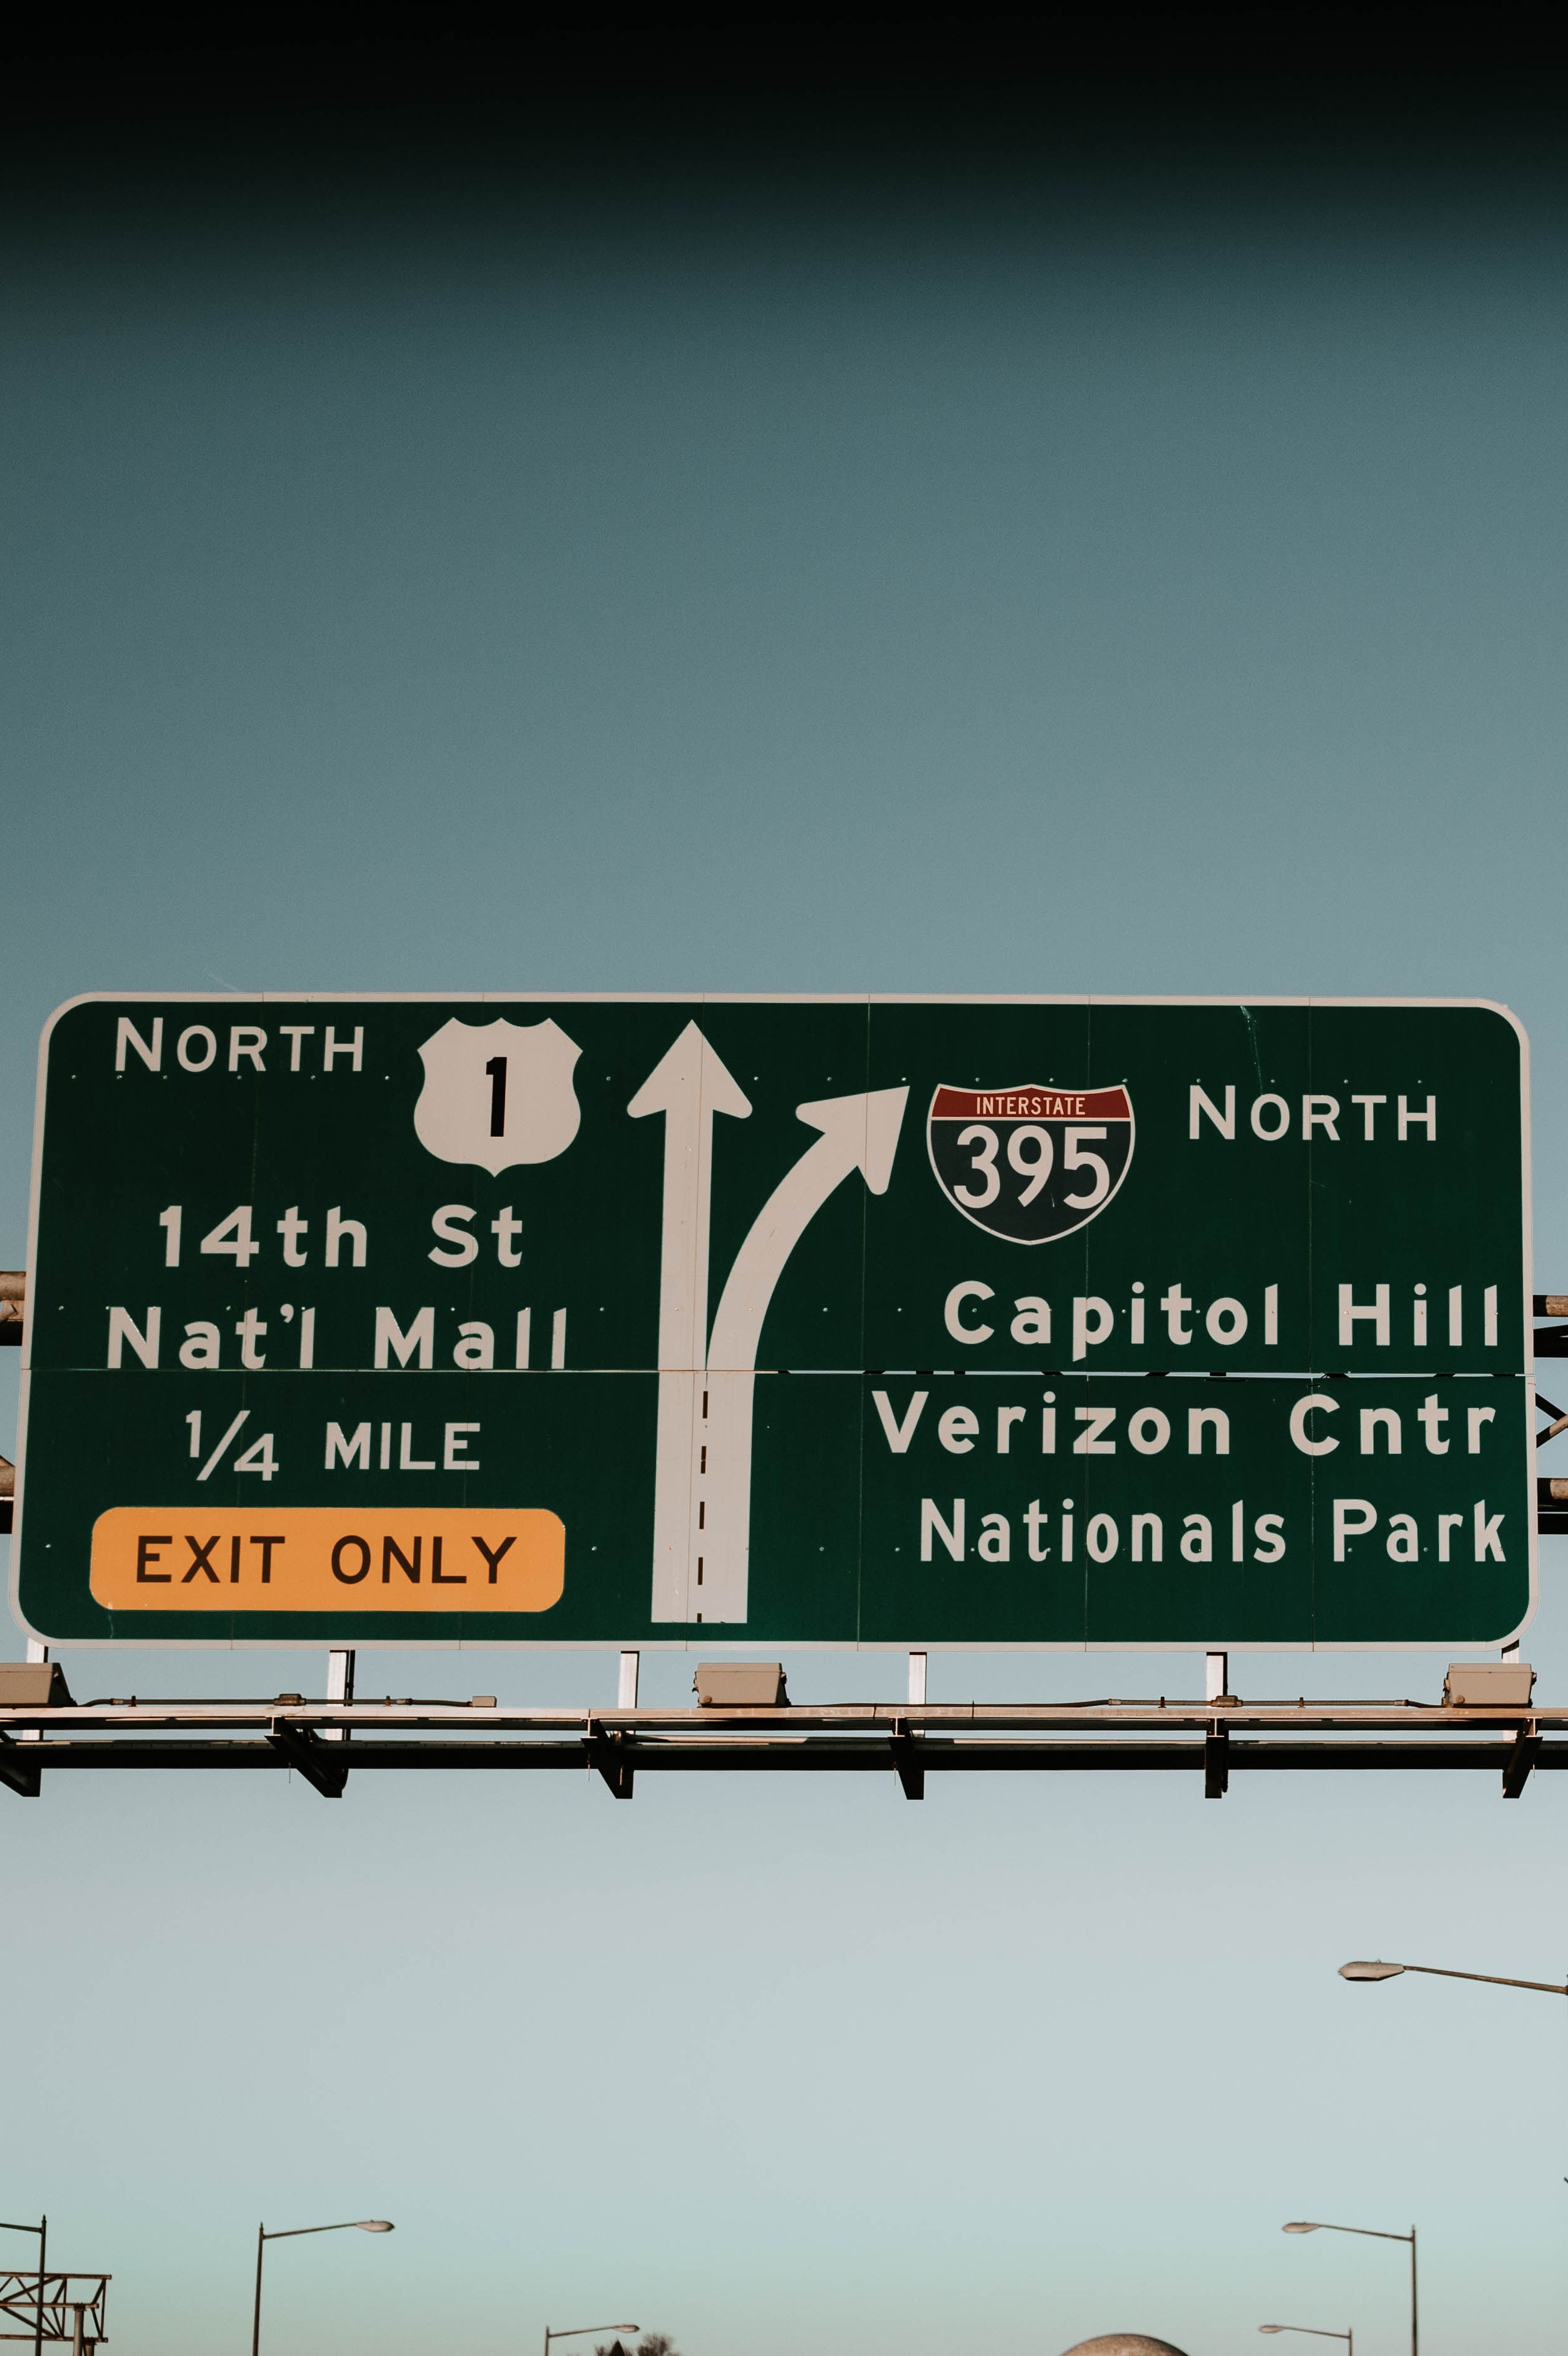 NORTH 1
14th St
Nat'l Mall
1/4 MILE
EXIT ONLY
INTERSTATE
395 NORTH
Capitol Hill
Verizon Cntr
Nationals Park